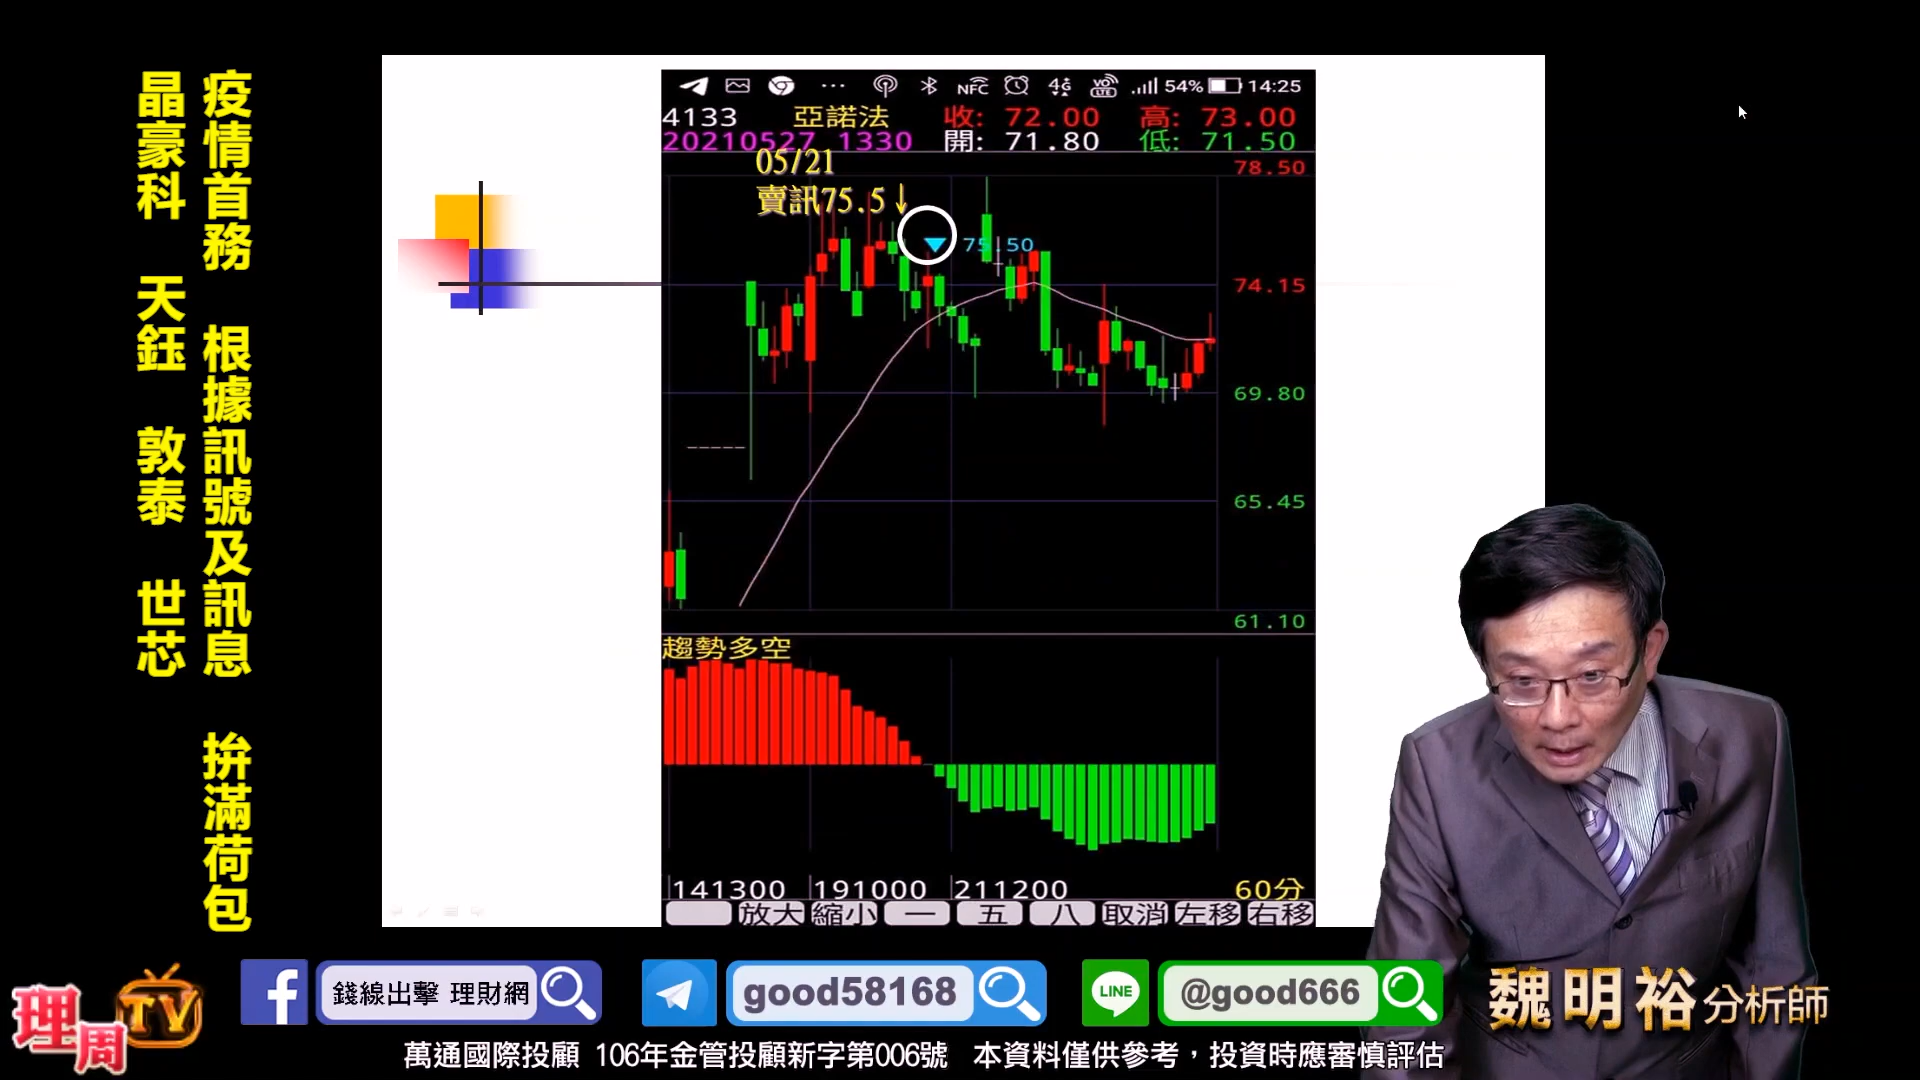 疫情首務 根據訊號及訊息 拚滿荷包
晶豪科 天鈺 敦泰 世芯
NFC 4G VO LTE 54% 14:25
4133 亞諾法 收: 72.00 高: 73.00
20210527 1330 開: 71.80 低: 71.50
05/21
賣訊75.5↓
78.50
75.50
74.15
69.80
65.45
61.10
趨勢多空
141300 191000 211200 60分
放大 縮小 一 五 八 取消 左移 右移
理周TV
錢線出擊 理財網
good58168
LINE @good666
魏明裕分析師
萬通國際投顧 106年金管投顧新字第006號 本資料僅供參考，投資時應審慎評估